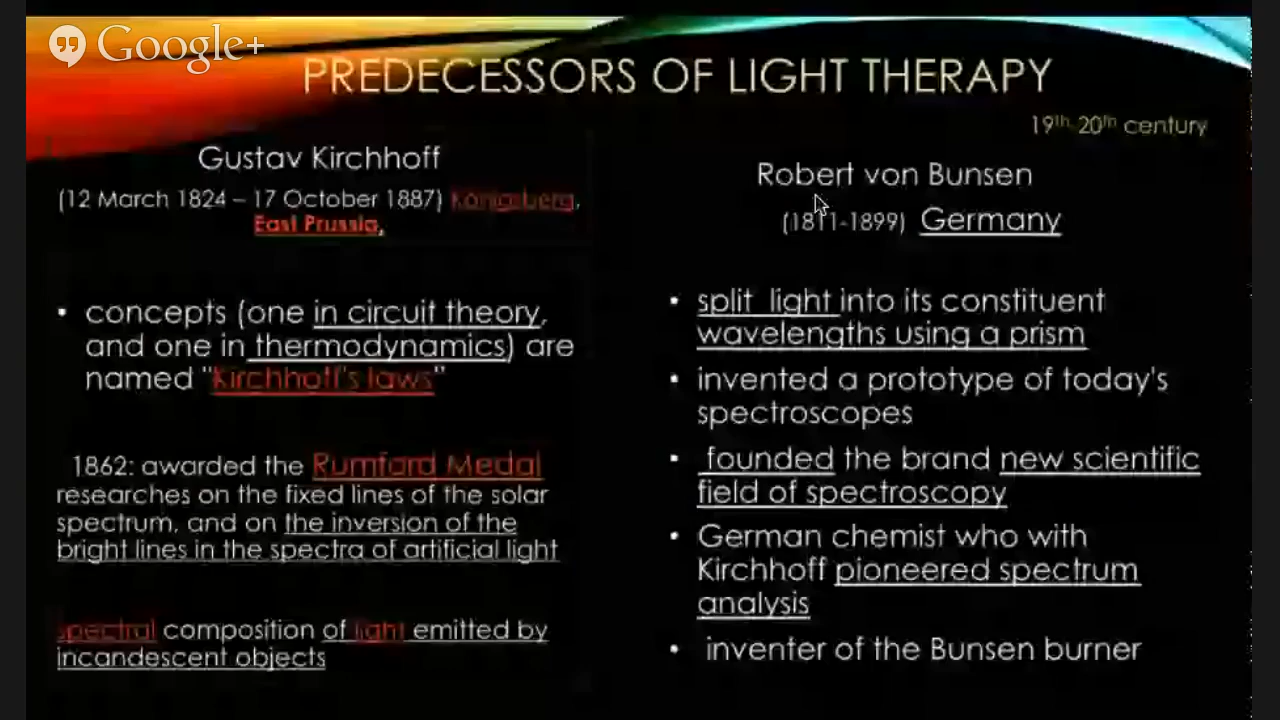 Google+
PREDECESSORS OF LIGHT THERAPY
19th-20th century
Gustav Kirchhoff
(12 March 1824 – 17 October 1887) Königsberg,
East Prussia,
• concepts (one in circuit theory,
and one in thermodynamics) are
named "Kirchhoff's laws"
1862: awarded the Rumford Medal
researches on the fixed lines of the solar
spectrum, and on the inversion of the
bright lines in the spectra of artificial light
spectral composition of light emitted by
incandescent objects
Robert von Bunsen
(1811-1899) Germany
• split light into its constituent
wavelengths using a prism
• invented a prototype of today's
spectroscopes
• founded the brand new scientific
field of spectroscopy
• German chemist who with
Kirchhoff pioneered spectrum
analysis
• inventer of the Bunsen burner